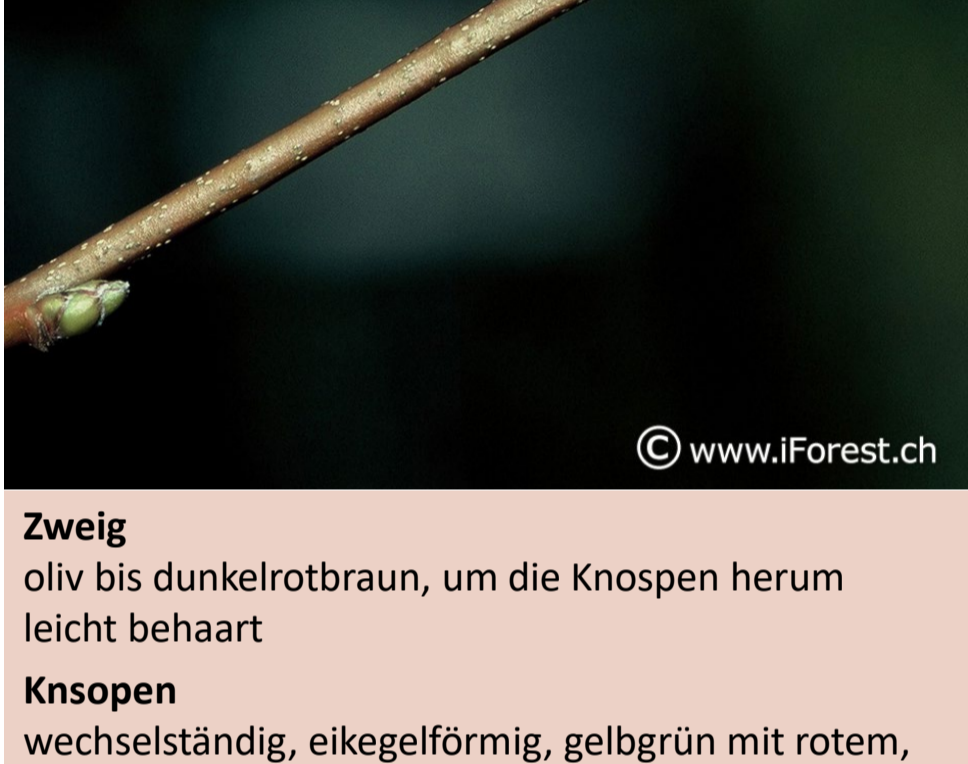 © www.iForest.ch
Zweig
oliv bis dunkelrotbraun, um die Knospen herum
leicht behaart
Knsopen
wechselständig, eikegelförmig, gelbgrün mit rotem,